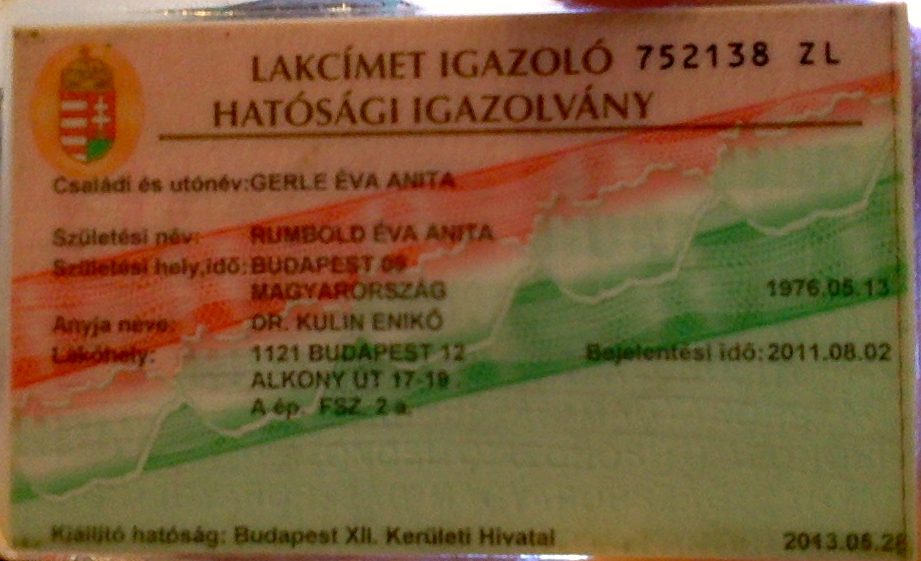 LAKCÍMET IGAZOLÓ 752138 ZL
HATÓSÁGI IGAZOLVÁNY
Családi és utónév: GERLE ÉVA ANITA
Születési név: RUMBOLD ÉVA ANITA
Születési hely,idő: BUDAPEST
MAGYARORSZÁG 1976.05.13
Anyja neve: DR. KULIN ENIKŐ
Lakóhely: 1121 BUDAPEST 12 Bejelentési idő: 2011.08.02
ALKONY ÚT 17-19.
A ép. FSZ. 2 a.
Kiállító hatóság: Budapest XII. Kerületi Hivatal